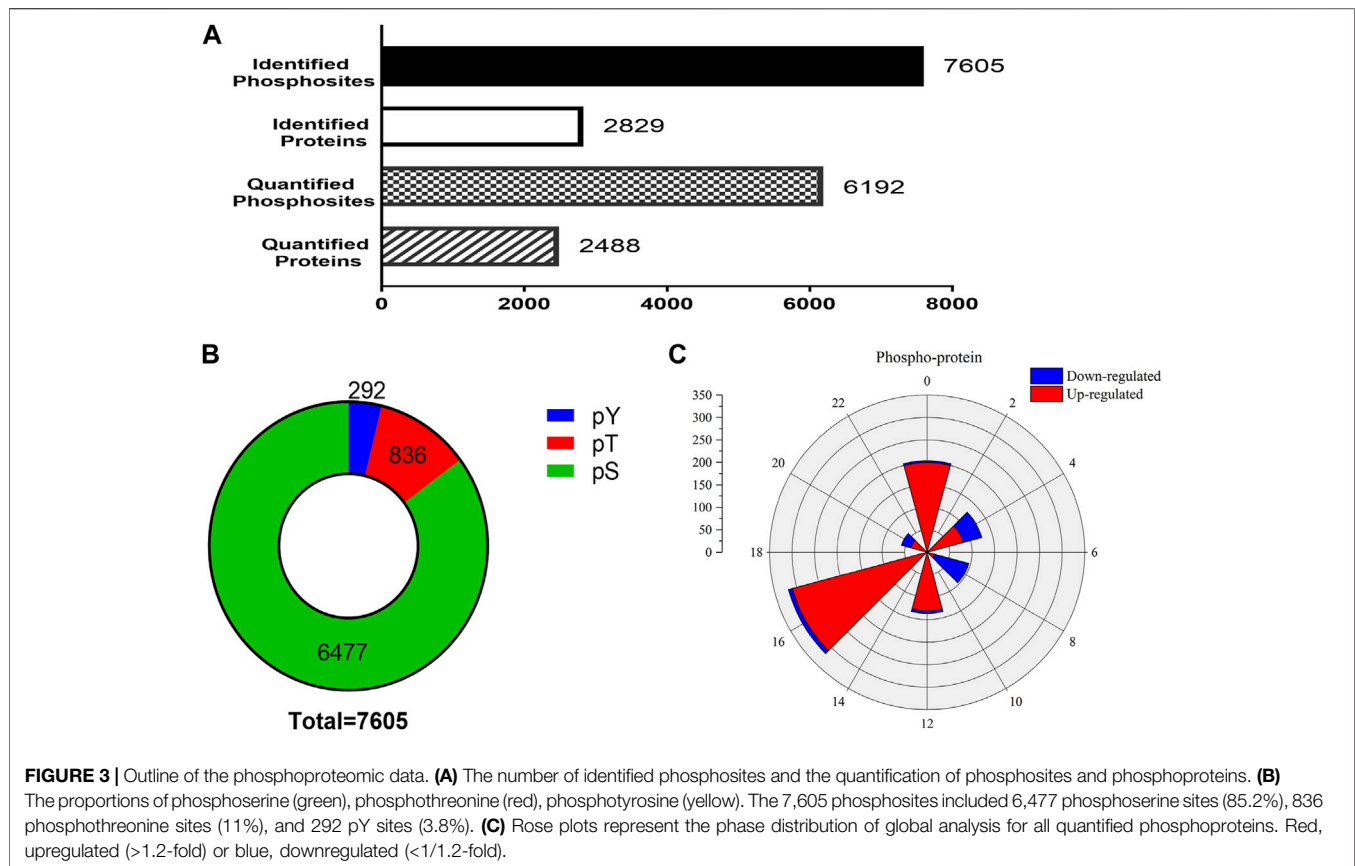 A
Identified
Phosphosites
7605
Identified
Proteins
2829
Quantified
Phosphosites
6192
Quantified
Proteins
2488
0 2000 4000 6000 8000
B
292
836
6477
pY
pT
pS
Total=7605
C
Phospho-protein
Down-regulated
Up-regulated
350
300
250
200
150
100
50
0
0
2
4
6
8
10
12
14
16
18
20
22
FIGURE 3 | Outline of the phosphoproteomic data. (A) The number of identified phosphosites and the quantification of phosphosites and phosphoproteins. (B)
The proportions of phosphoserine (green), phosphothreonine (red), phosphotyrosine (yellow). The 7,605 phosphosites included 6,477 phosphoserine sites (85.2%), 836
phosphothreonine sites (11%), and 292 pY sites (3.8%). (C) Rose plots represent the phase distribution of global analysis for all quantified phosphoproteins. Red,
upregulated (>1.2-fold) or blue, downregulated (<1/1.2-fold).